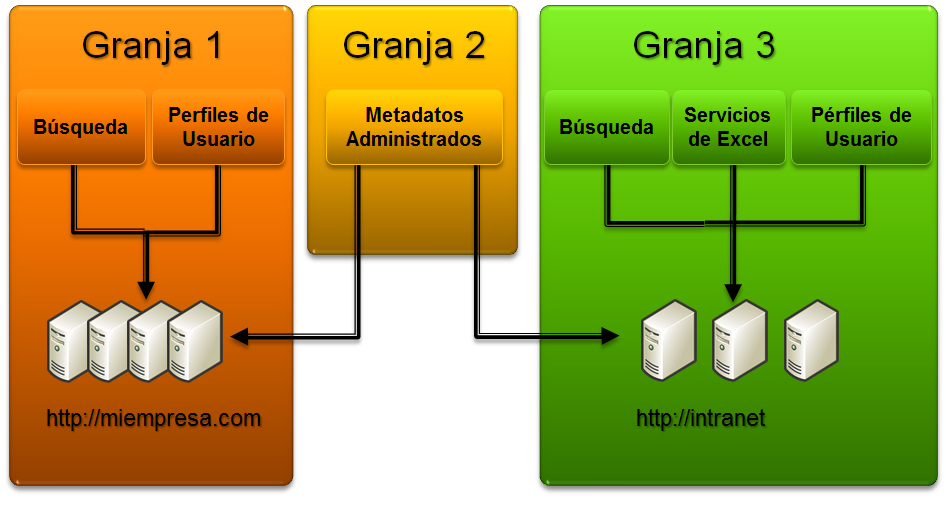 Granja 1
Búsqueda
Perfiles de
Usuario
http://miempresa.com
Granja 2
Metadatos
Administrados
Granja 3
Búsqueda
Servicios
de Excel
Pérfiles de
Usuario
http://intranet